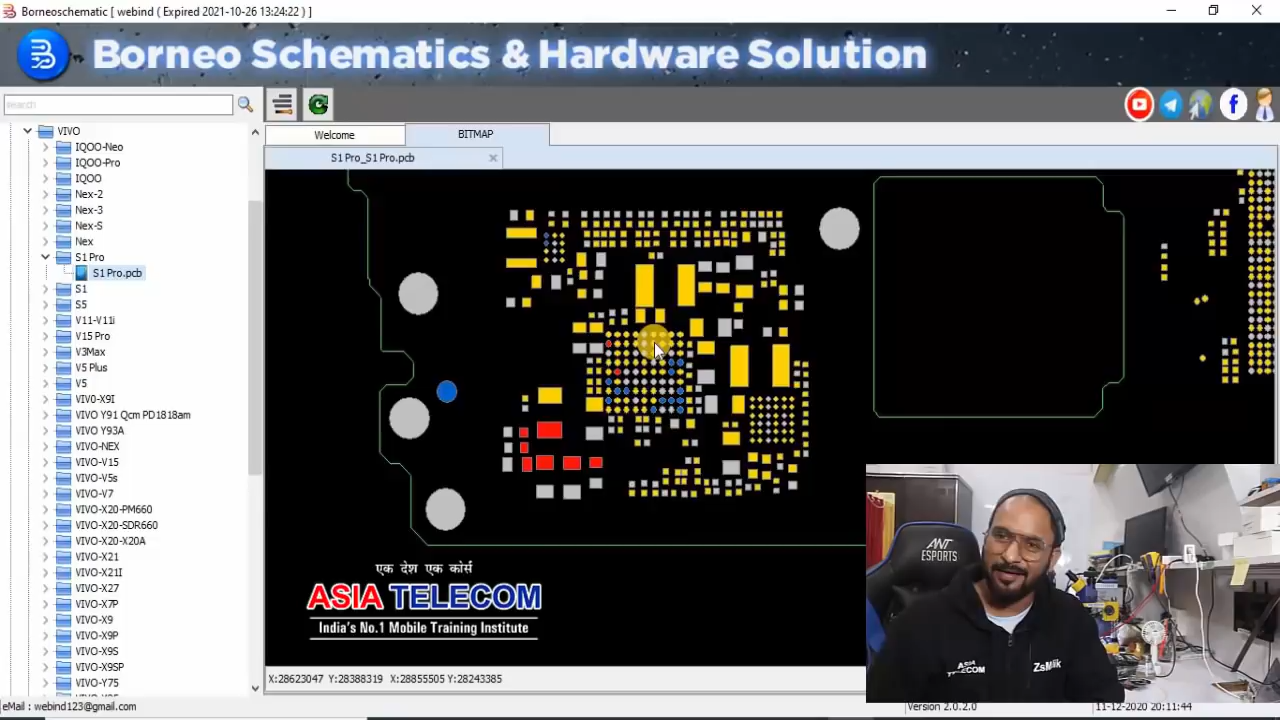 Borneoschematic [ webind ( Expired 2021-10-26 13:24:22 ) ]
Borneo Schematics & Hardware Solution
Search
Welcome
BITMAP
S1 Pro_S1 Pro.pcb
VIVO
IQOO-Neo
IQOO-Pro
IQOO
Nex-2
Nex-3
Nex-S
Nex
S1 Pro
S1 Pro.pcb
S1
S5
V11-V11i
V15 Pro
V3Max
V5 Plus
V5
VIVO-X9I
VIVO Y91 Qcm PD1818am
VIVO Y93A
VIVO-NEX
VIVO-V15
VIVO-V5s
VIVO-V7
VIVO-X20-PM660
VIVO-X20-SDR660
VIVO-X20-X20A
VIVO-X21
VIVO-X21I
VIVO-X27
VIVO-X7P
VIVO-X9
VIVO-X9P
VIVO-X9S
VIVO-X9SP
VIVO-Y75
एक देश एक कोर्स
ASIA TELECOM
India's No.1 Mobile Training Institute
ANT
ESPORTS
ASIA
TELECOM
ZsMlik
X:28623047 Y:28388319 X:28855505 Y:28243385
eMail : webind123@gmail.com
Version 2.0.2.0
11-12-2020 20:11:44